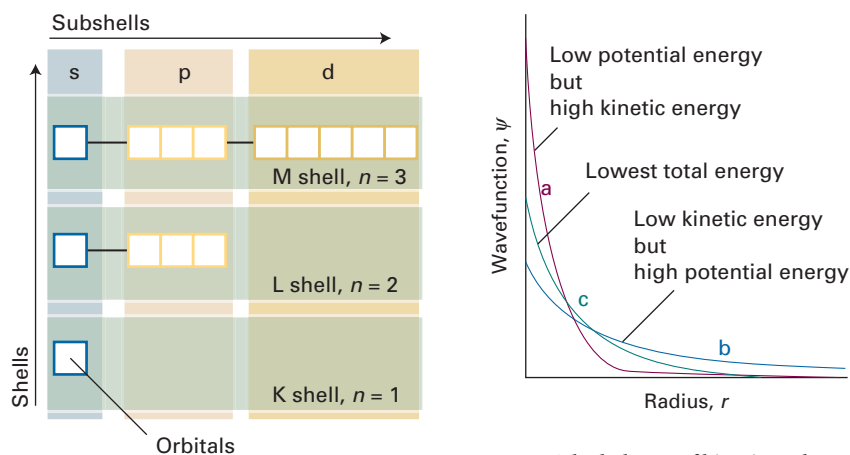 Subshells
s
p
d
M shell, n = 3
L shell, n = 2
K shell, n = 1
Shells
Orbitals
Wavefunction, ψ
Low potential energy
but
high kinetic energy
a
Lowest total energy
Low kinetic energy
but
high potential energy
c
b
Radius, r